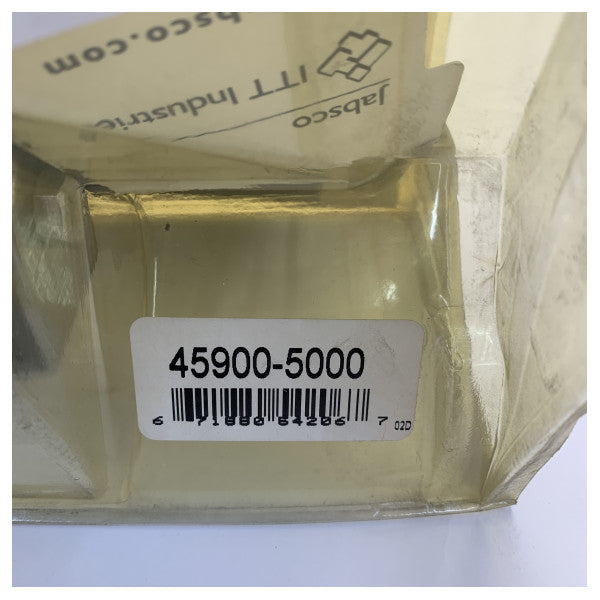 bsco.com
ITT Industrie
Jabsco
45900-5000
6 71880 64206 7
02D